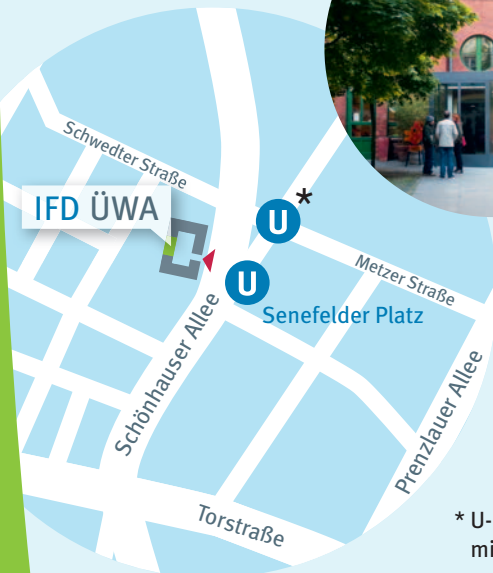 Schwedter Straße
IFD ÜWA
U *
Metzer Straße
U
Senefelder Platz
Schönhauser Allee
Prenzlauer Allee
Torstraße
* U-
mi